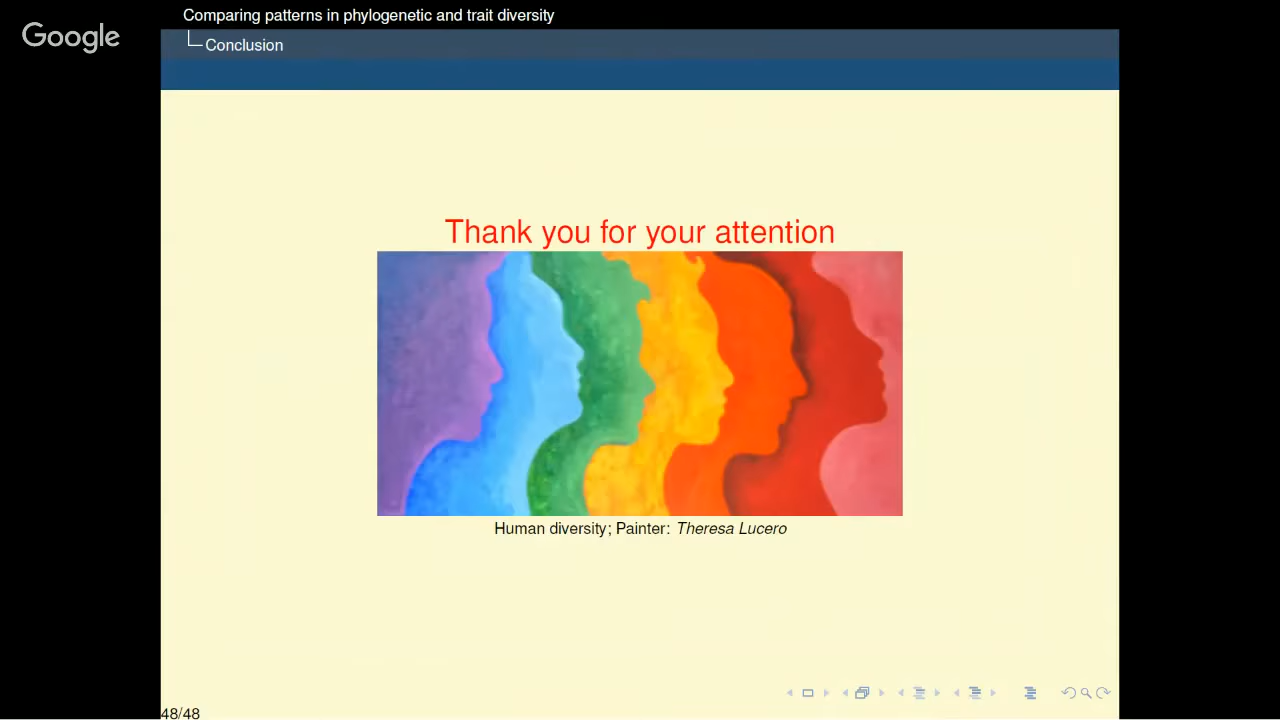 Comparing patterns in phylogenetic and trait diversity
Google
Conclusion
Thank you for your attention
Human diversity; Painter: Theresa Lucero
48/48